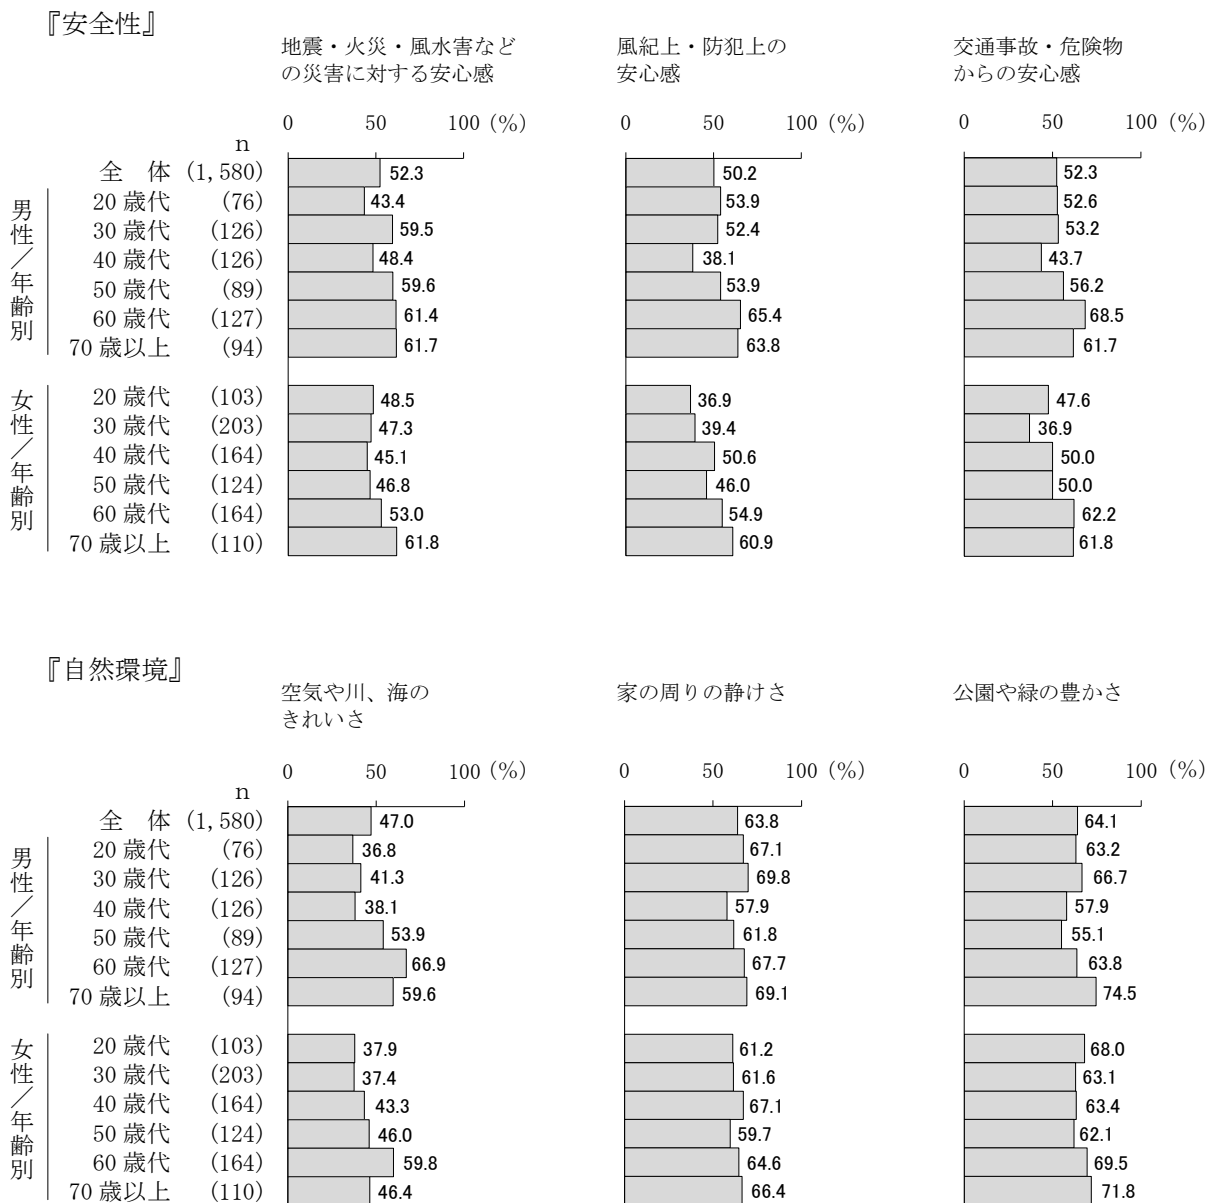 『安全性』
地震・火災・風水害など
の災害に対する安心感
風紀上・防犯上の
安心感
交通事故・危険物
からの安心感
0 50 100 (%) 0 50 100 (%) 0 50 100 (%)
n
全 体 (1,580) 52.3 50.2 52.3
男性／年齢別
20 歳代 (76) 43.4 53.9 52.6
30 歳代 (126) 59.5 52.4 53.2
40 歳代 (126) 48.4 38.1 43.7
50 歳代 (89) 59.6 53.9 56.2
60 歳代 (127) 61.4 65.4 68.5
70 歳以上 (94) 61.7 63.8 61.7
女性／年齢別
20 歳代 (103) 48.5 36.9 47.6
30 歳代 (203) 47.3 39.4 36.9
40 歳代 (164) 45.1 50.6 50.0
50 歳代 (124) 46.8 46.0 50.0
60 歳代 (164) 53.0 54.9 62.2
70 歳以上 (110) 61.8 60.9 61.8
『自然環境』
空気や川、海の
きれいさ
家の周りの静けさ
公園や緑の豊かさ
0 50 100 (%) 0 50 100 (%) 0 50 100 (%)
n
全 体 (1,580) 47.0 63.8 64.1
男性／年齢別
20 歳代 (76) 36.8 67.1 63.2
30 歳代 (126) 41.3 69.8 66.7
40 歳代 (126) 38.1 57.9 57.9
50 歳代 (89) 53.9 61.8 55.1
60 歳代 (127) 66.9 67.7 63.8
70 歳以上 (94) 59.6 69.1 74.5
女性／年齢別
20 歳代 (103) 37.9 61.2 68.0
30 歳代 (203) 37.4 61.6 63.1
40 歳代 (164) 43.3 67.1 63.4
50 歳代 (124) 46.0 59.7 62.1
60 歳代 (164) 59.8 64.6 69.5
70 歳以上 (110) 46.4 66.4 71.8